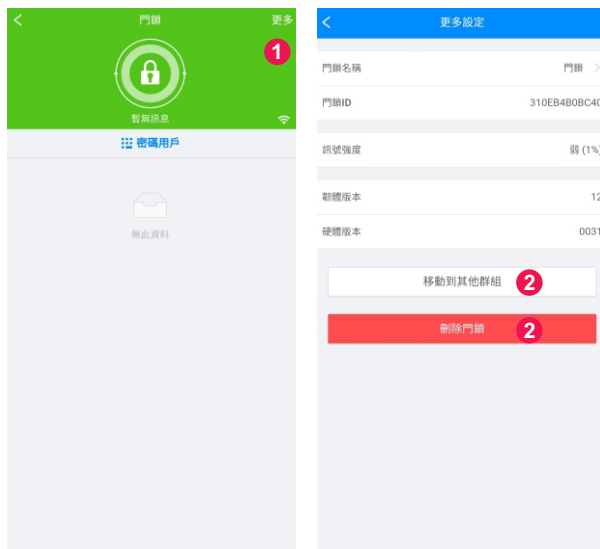 門鎖
更多
1
暫無訊息
密碼用戶
無此資料
更多設定
門鎖名稱 門鎖
門鎖ID 310EB4B0BC40
訊號強度 弱 (1%)
韌體版本 12
硬體版本 0031
移動到其他群組 2
刪除門鎖 2